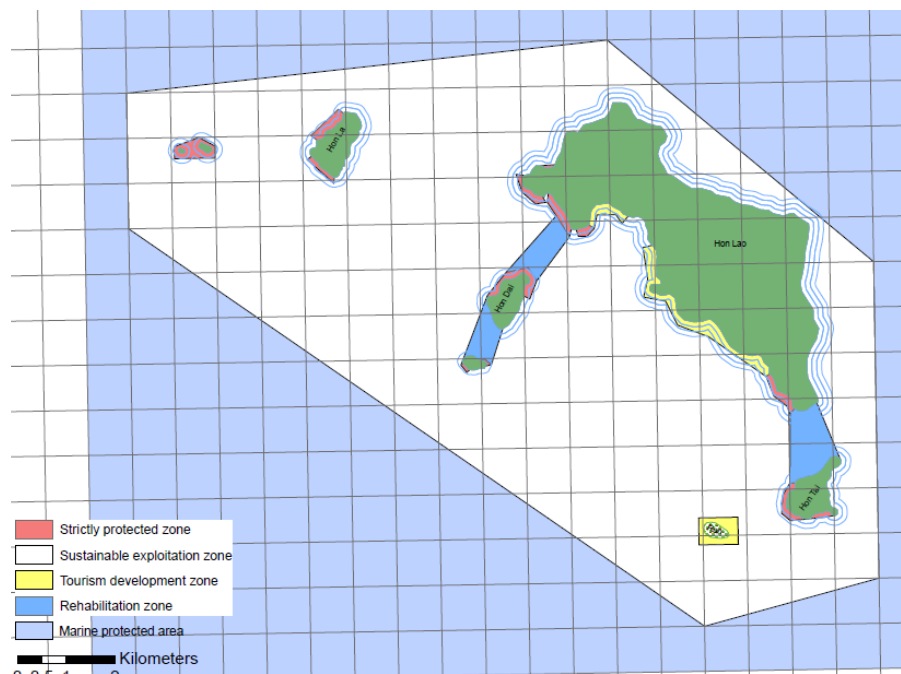 Hon La
Hon Lao
Hon Dai
Hon Tai
Strictly protected zone
Sustainable exploitation zone
Tourism development zone
Rehabilitation zone
Marine protected area
Kilometers